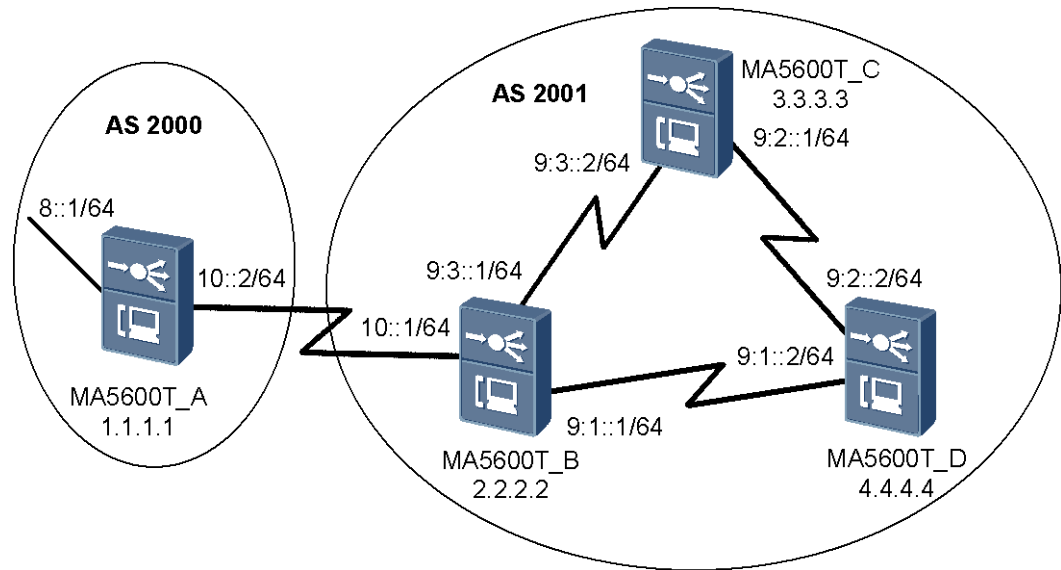 AS 2000
8::1/64
10::2/64
MA5600T_A
1.1.1.1
AS 2001
MA5600T_C
3.3.3.3
9:3::2/64
9:2::1/64
9:3::1/64
9:2::2/64
10::1/64
9:1::2/64
9:1::1/64
MA5600T_B
2.2.2.2
MA5600T_D
4.4.4.4